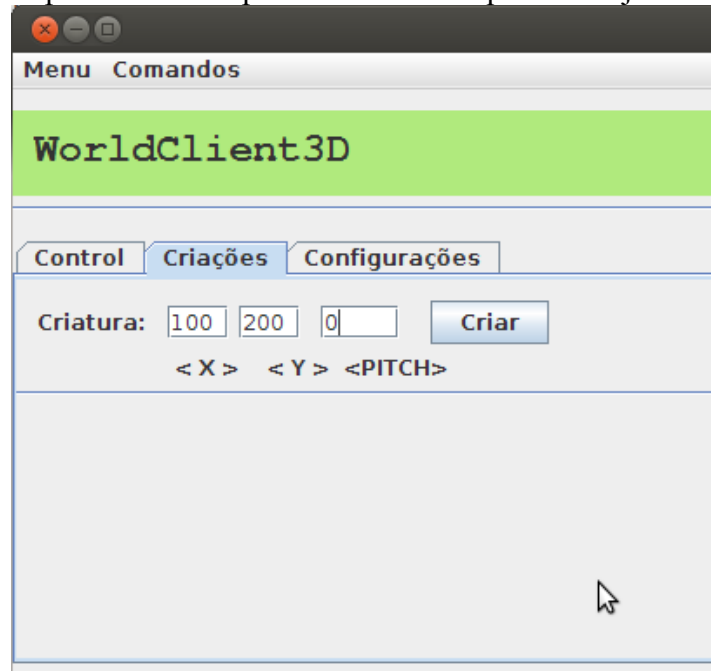 Menu Comandos
WorldClient3D
Control Criações Configurações
Criatura: 100 200 0 Criar
< X > < Y > <PITCH>